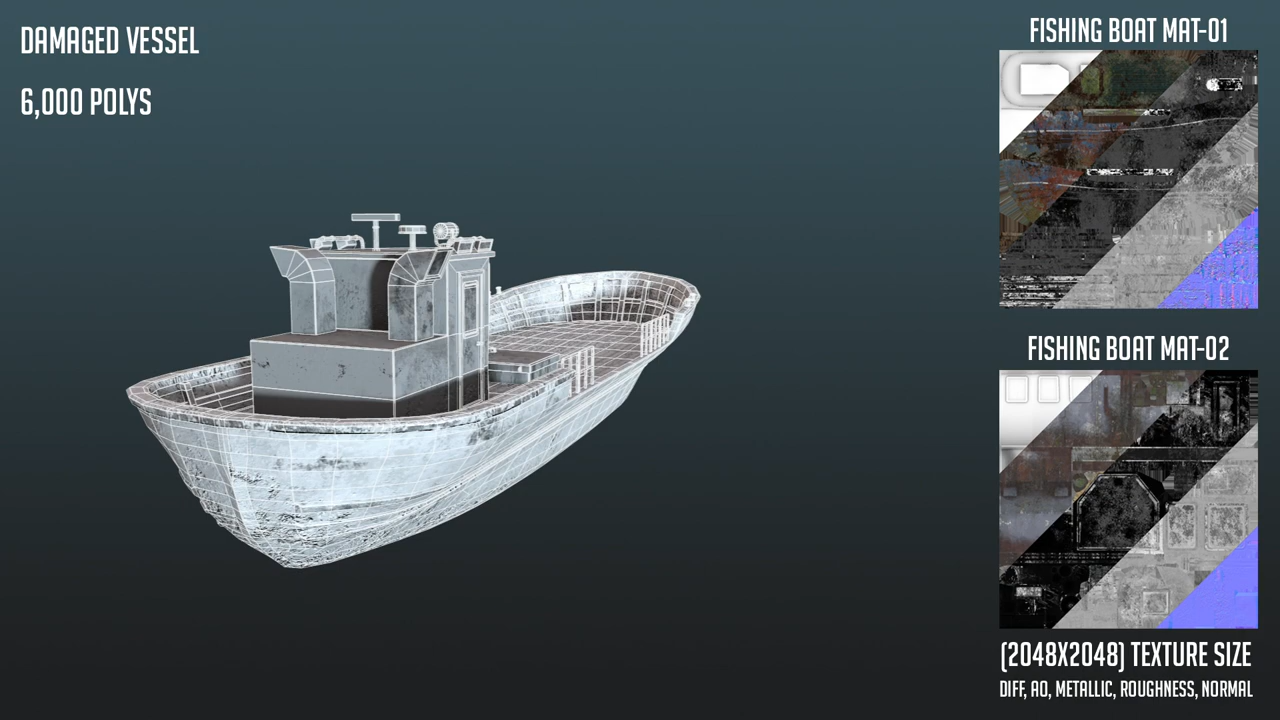 DAMAGED VESSEL
6,000 POLYS
FISHING BOAT MAT-01
FISHING BOAT MAT-02
(2048X2048) TEXTURE SIZE
DIFF, AO, METALLIC, ROUGHNESS, NORMAL